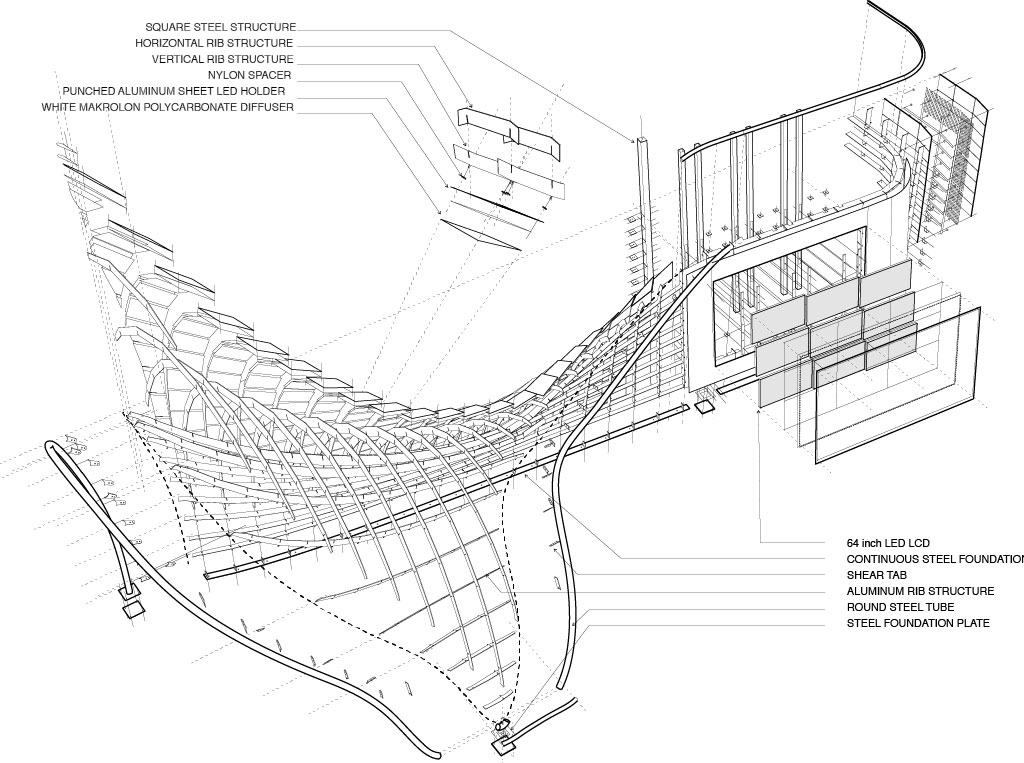 SQUARE STEEL STRUCTURE
HORIZONTAL RIB STRUCTURE
VERTICAL RIB STRUCTURE
NYLON SPACER
PUNCHED ALUMINUM SHEET LED HOLDER
WHITE MAKROLON POLYCARBONATE DIFFUSER
64 inch LED LCD
CONTINUOUS STEEL FOUNDATION
SHEAR TAB
ALUMINUM RIB STRUCTURE
ROUND STEEL TUBE
STEEL FOUNDATION PLATE